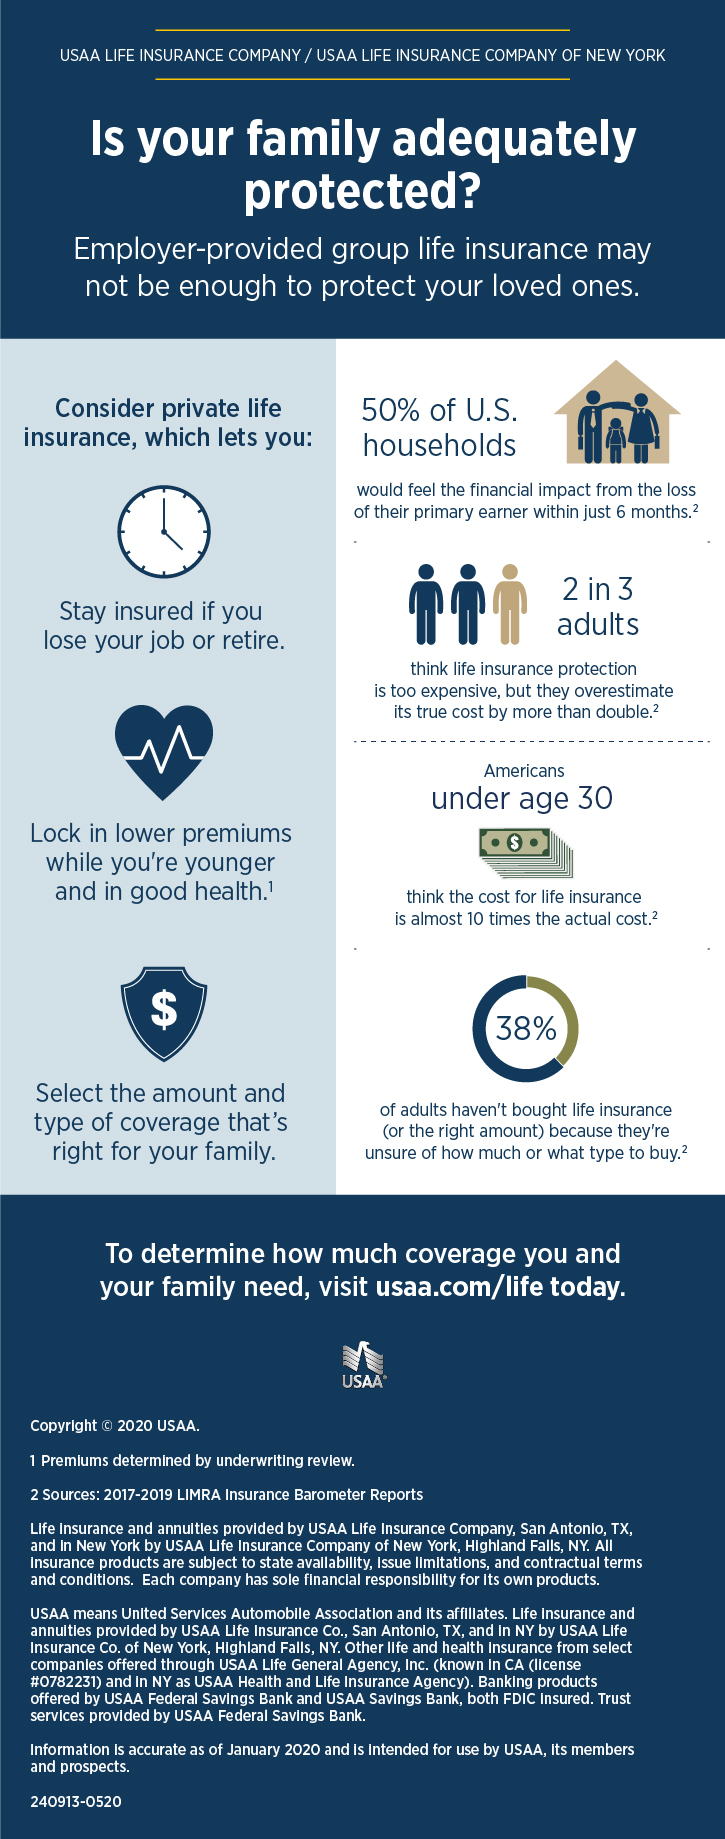 USAA LIFE INSURANCE COMPANY / USAA LIFE INSURANCE COMPANY OF NEW YORK
Is your family adequately
protected?
Employer-provided group life insurance may
not be enough to protect your loved ones.
Consider private life
insurance, which lets you:
Stay insured if you
lose your job or retire.
Lock in lower premiums
while you're younger
and in good health.¹
$
Select the amount and
type of coverage that’s
right for your family.
50% of U.S.
households
would feel the financial impact from the loss
of their primary earner within just 6 months.²
2 in 3
adults
think life insurance protection
is too expensive, but they overestimate
its true cost by more than double.²
Americans
under age 30
$
think the cost for life insurance
is almost 10 times the actual cost.²
38%
of adults haven't bought life insurance
(or the right amount) because they're
unsure of how much or what type to buy.²
To determine how much coverage you and
your family need, visit usaa.com/life today.
USAA®
Copyright © 2020 USAA.
1 Premiums determined by underwriting review.
2 Sources: 2017-2019 LIMRA Insurance Barometer Reports
Life insurance and annuities provided by USAA Life Insurance Company, San Antonio, TX,
and in New York by USAA Life Insurance Company of New York, Highland Falls, NY. All
insurance products are subject to state availability, issue limitations, and contractual terms
and conditions. Each company has sole financial responsibility for its own products.
USAA means United Services Automobile Association and its affiliates. Life insurance and
annuities provided by USAA Life Insurance Co., San Antonio, TX, and in NY by USAA Life
Insurance Co. of New York, Highland Falls, NY. Other life and health insurance from select
companies offered through USAA Life General Agency, Inc. (known in CA (license
#0782231) and in NY as USAA Health and Life Insurance Agency). Banking products
offered by USAA Federal Savings Bank and USAA Savings Bank, both FDIC insured. Trust
services provided by USAA Federal Savings Bank.
Information is accurate as of January 2020 and is intended for use by USAA, its members
and prospects.
240913-0520